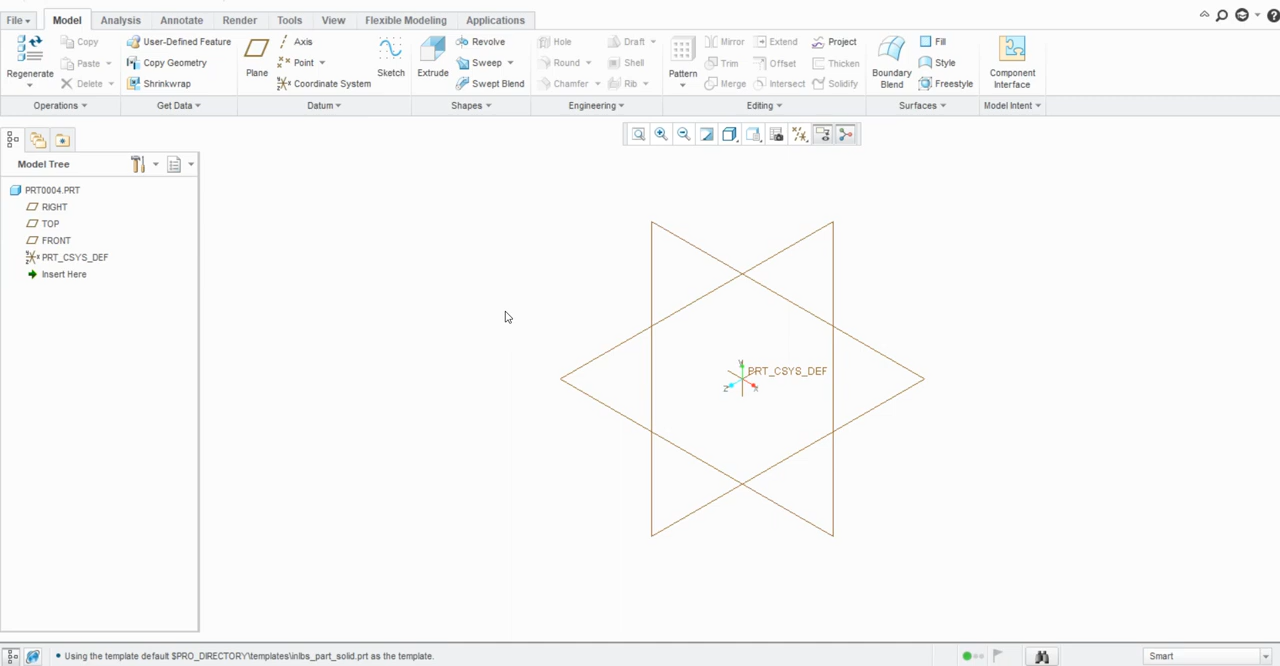 File Model Analysis Annotate Render Tools View Flexible Modeling Applications
Regenerate Copy Paste Delete
User-Defined Feature Copy Geometry Shrinkwrap
Plane Axis Point Coordinate System Sketch
Extrude Revolve Sweep Swept Blend
Hole Round Chamfer Draft Shell Rib
Pattern Mirror Trim Merge Extend Offset Intersect Project Thicken Solidify
Boundary Blend Fill Style Freestyle
Component Interface
Operations Get Data Datum Shapes Engineering Editing Surfaces Model Intent
Model Tree
PRT0004.PRT
RIGHT
TOP
FRONT
PRT_CSYS_DEF
Insert Here
Y
PRT_CSYS_DEF
Z X
• Using the template default $PRO_DIRECTORY\templates\inlbs_part_solid.prt as the template.
Smart